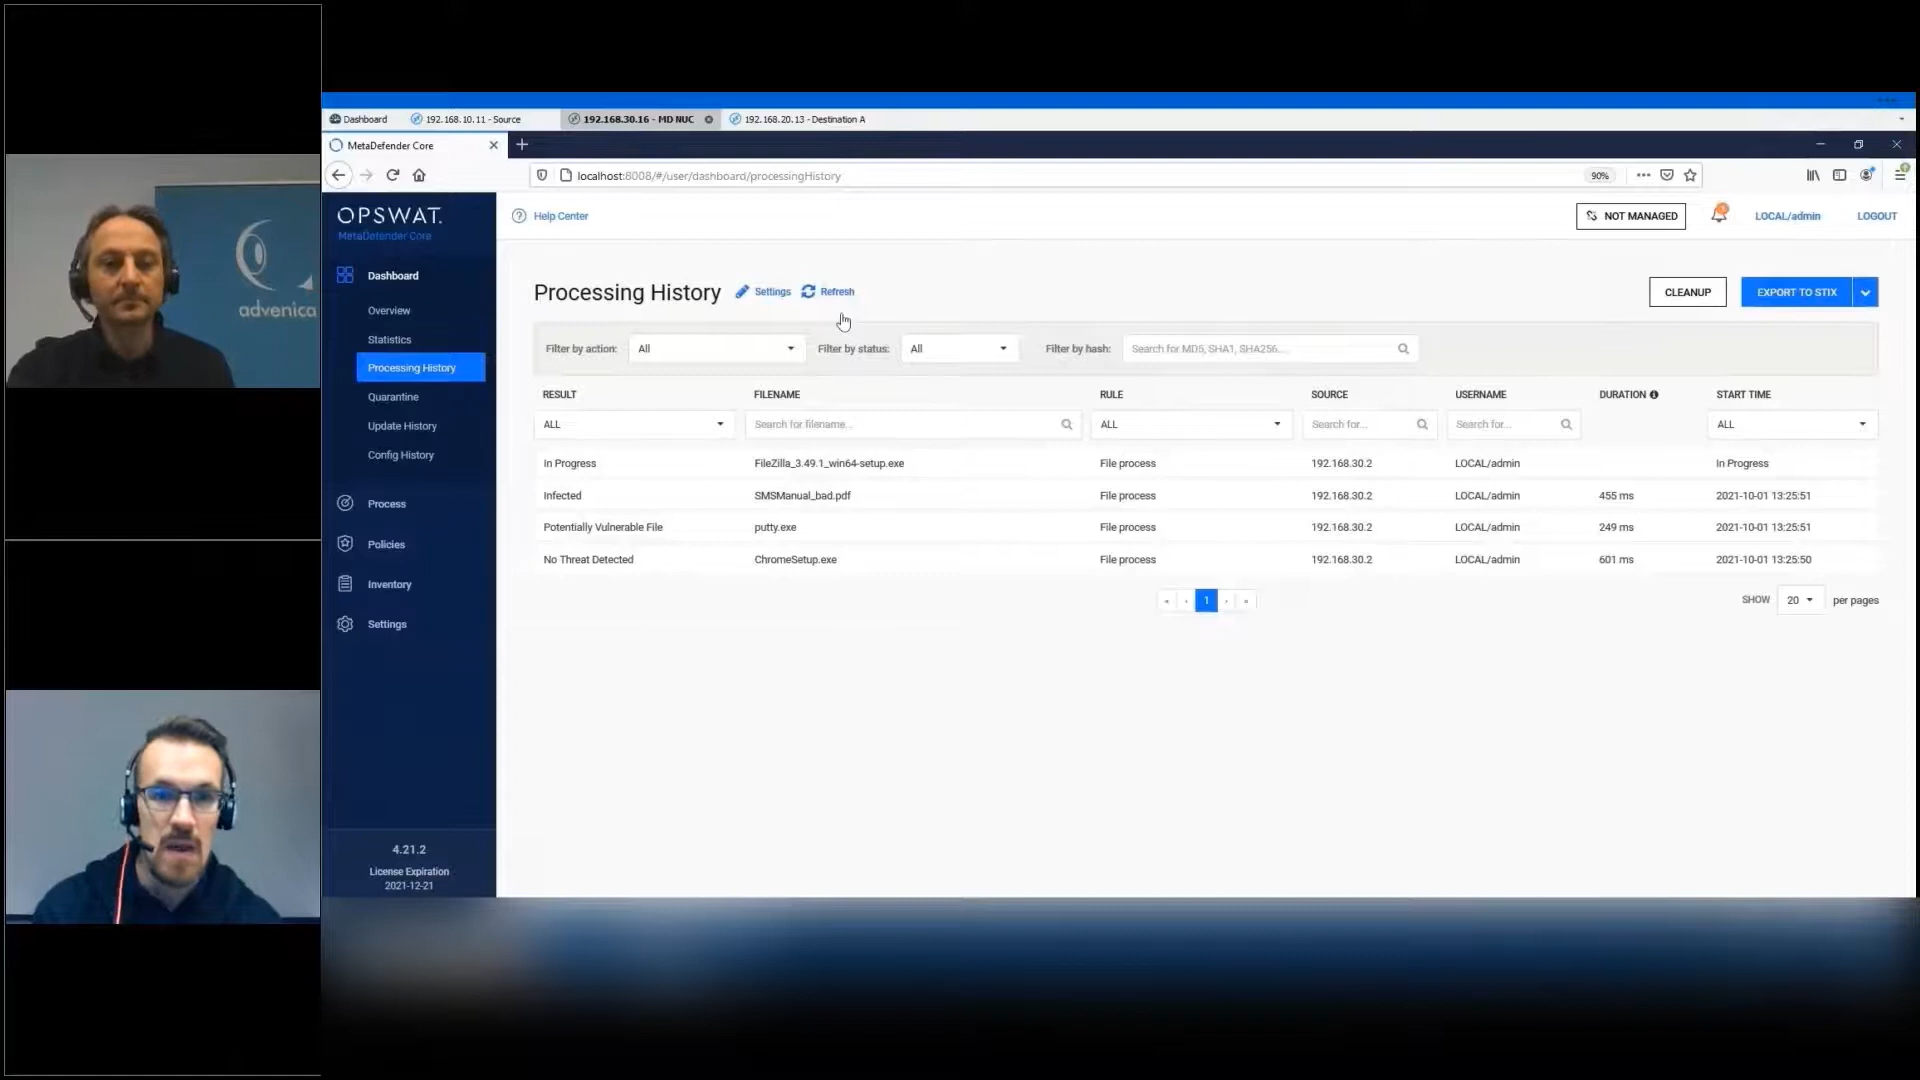 advenica
Dashboard
192.168.10.11 - Source
192.168.30.16 - MD NUC
192.168.20.13 - Destination A
MetaDefender Core
localhost:8008/#/user/dashboard/processingHistory
90%
OPSWAT.
MetaDefender Core
Help Center
NOT MANAGED
LOCAL/admin
LOGOUT
Dashboard
Overview
Statistics
Processing History
Quarantine
Update History
Config History
Process
Policies
Inventory
Settings
4.21.2
License Expiration
2021-12-21
Processing History
Settings
Refresh
CLEANUP
EXPORT TO STIX
Filter by action: All
Filter by status: All
Filter by hash: Search for MD5, SHA1, SHA256...
RESULT FILENAME RULE SOURCE USERNAME DURATION START TIME
ALL Search for filename... ALL Search for... Search for... ALL
In Progress FileZilla_3.49.1_win64-setup.exe File process 192.168.30.2 LOCAL/admin In Progress
Infected SMSManual_bad.pdf File process 192.168.30.2 LOCAL/admin 455 ms 2021-10-01 13:25:51
Potentially Vulnerable File putty.exe File process 192.168.30.2 LOCAL/admin 249 ms 2021-10-01 13:25:51
No Threat Detected ChromeSetup.exe File process 192.168.30.2 LOCAL/admin 601 ms 2021-10-01 13:25:50
« ‹ 1 › »
SHOW 20 per pages